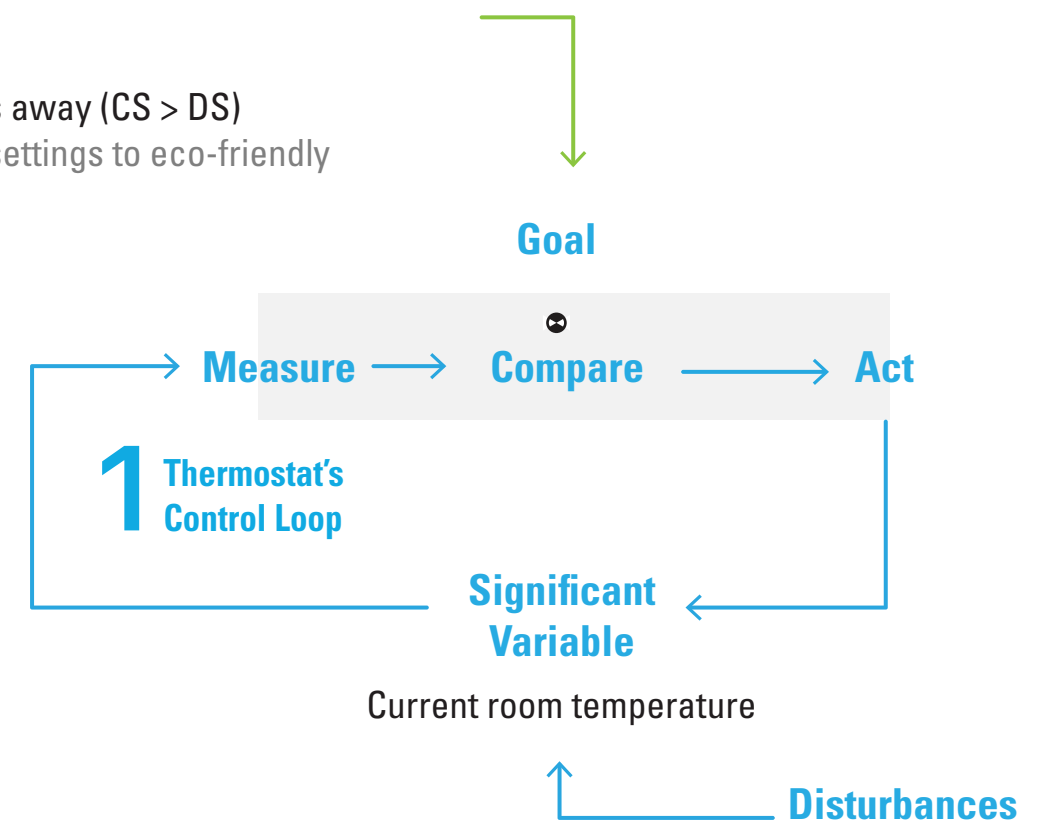 away (CS > DS)
settings to eco-friendly
Goal
Measure
Compare
Act
1
Thermostat's
Control Loop
Significant
Variable
Current room temperature
Disturbances